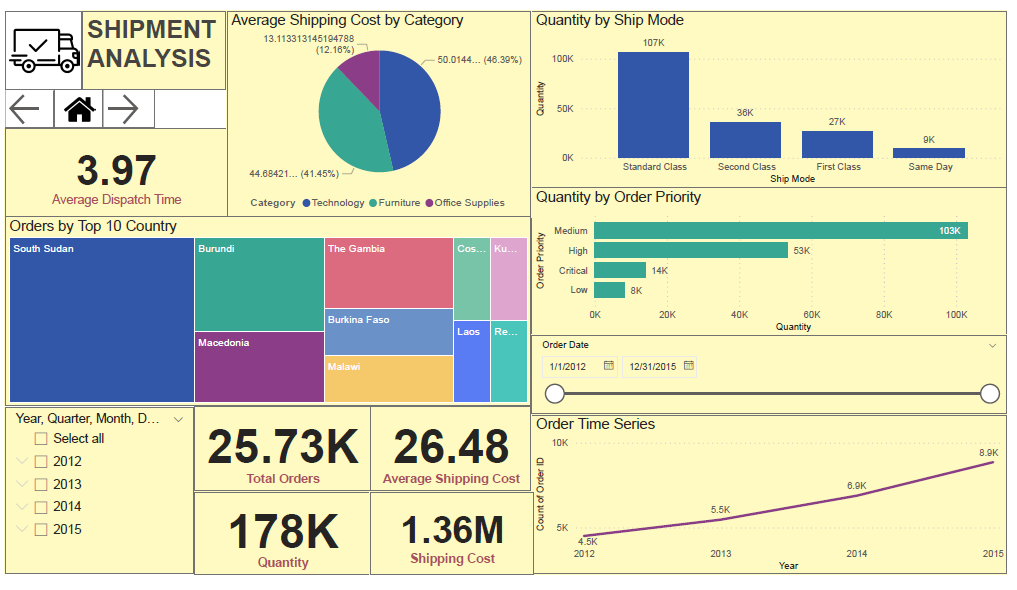 SHIPMENT
ANALYSIS
3.97
Average Dispatch Time
Average Shipping Cost by Category
13.113313145194788
(12.16%)
50.0144... (46.39%)
44.68421... (41.45%)
Category Technology Furniture Office Supplies
Quantity by Ship Mode
Quantity
100K
50K
0K
107K
36K
27K
9K
Standard Class
Second Class
First Class
Same Day
Ship Mode
Quantity by Order Priority
Order Priority
Medium
103K
High
53K
Critical
14K
Low
8K
0K
20K
40K
60K
80K
100K
Quantity
Orders by Top 10 Country
South Sudan
Burundi
Macedonia
The Gambia
Burkina Faso
Malawi
Cos...
Ku...
Laos
Re...
Order Date
1/1/2012
12/31/2015
Year, Quarter, Month, D...
Select all
2012
2013
2014
2015
25.73K
Total Orders
26.48
Average Shipping Cost
178K
Quantity
1.36M
Shipping Cost
Order Time Series
Count of Order ID
10K
5K
4.5K
5.5K
6.9K
8.9K
2012
2013
2014
2015
Year